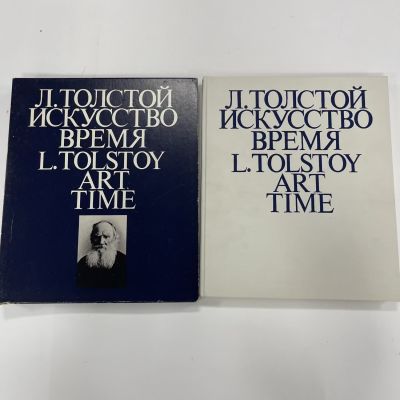 Л.ТОЛСТОЙ
ИСКУССТВО
ВРЕМЯ
L.TOLSTOY
ART
TIME
Л.ТОЛСТОЙ
ИСКУССТВО
ВРЕМЯ
L.TOLSTOY
ART
TIME